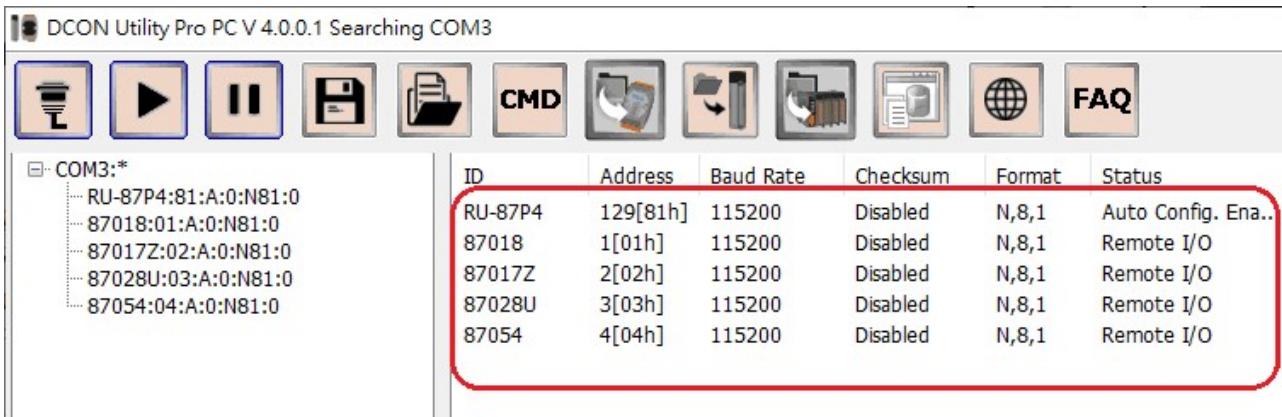 DCON Utility Pro PC V 4.0.0.1 Searching COM3
CMD
FAQ
COM3:*
RU-87P4:81:A:0:N81:0
87018:01:A:0:N81:0
87017Z:02:A:0:N81:0
87028U:03:A:0:N81:0
87054:04:A:0:N81:0
ID Address Baud Rate Checksum Format Status
RU-87P4 129[81h] 115200 Disabled N,8,1 Auto Config. Ena..
87018 1[01h] 115200 Disabled N,8,1 Remote I/O
87017Z 2[02h] 115200 Disabled N,8,1 Remote I/O
87028U 3[03h] 115200 Disabled N,8,1 Remote I/O
87054 4[04h] 115200 Disabled N,8,1 Remote I/O